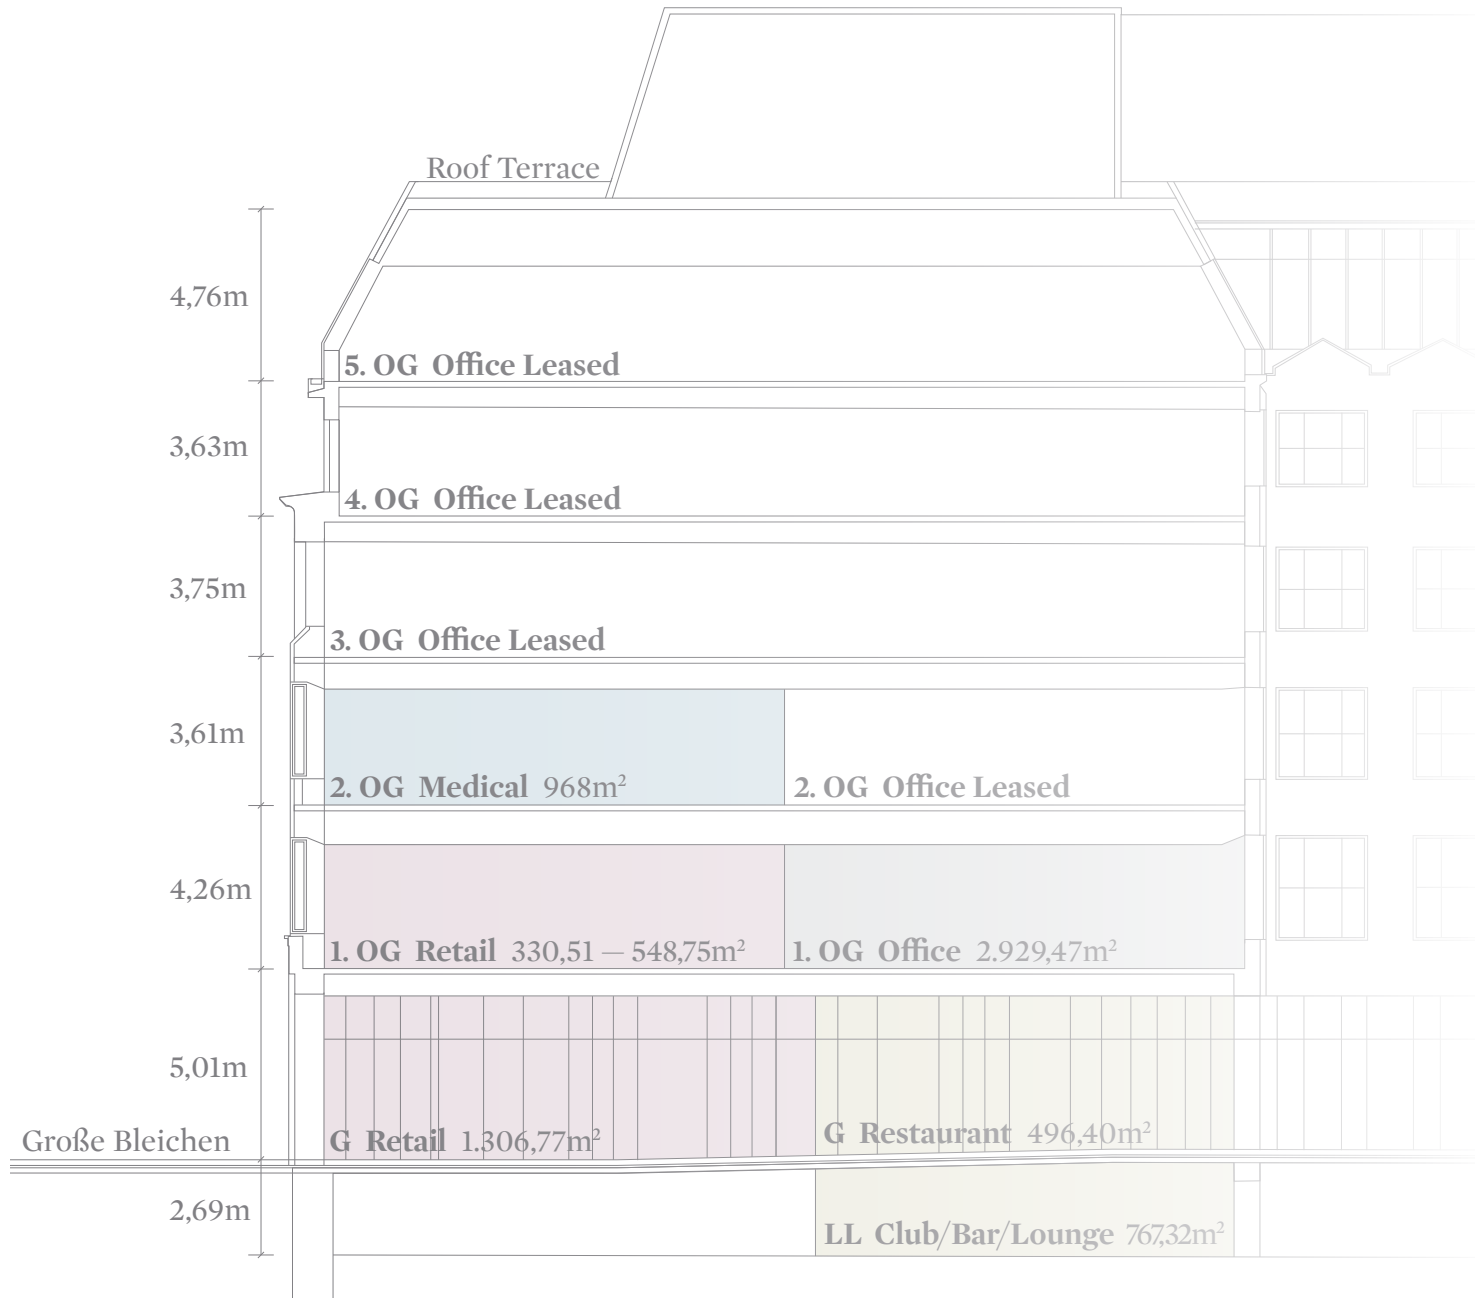 Roof Terrace
4,76m
5. OG Office Leased
3,63m
4. OG Office Leased
3,75m
3. OG Office Leased
3,61m
2. OG Medical 968m²
2. OG Office Leased
4,26m
1. OG Retail 330,51 — 548,75m²
1. OG Office 2.929,47m²
5,01m
Große Bleichen
G Retail 1.306,77m²
G Restaurant 496,40m²
2,69m
LL Club/Bar/Lounge 767,32m²